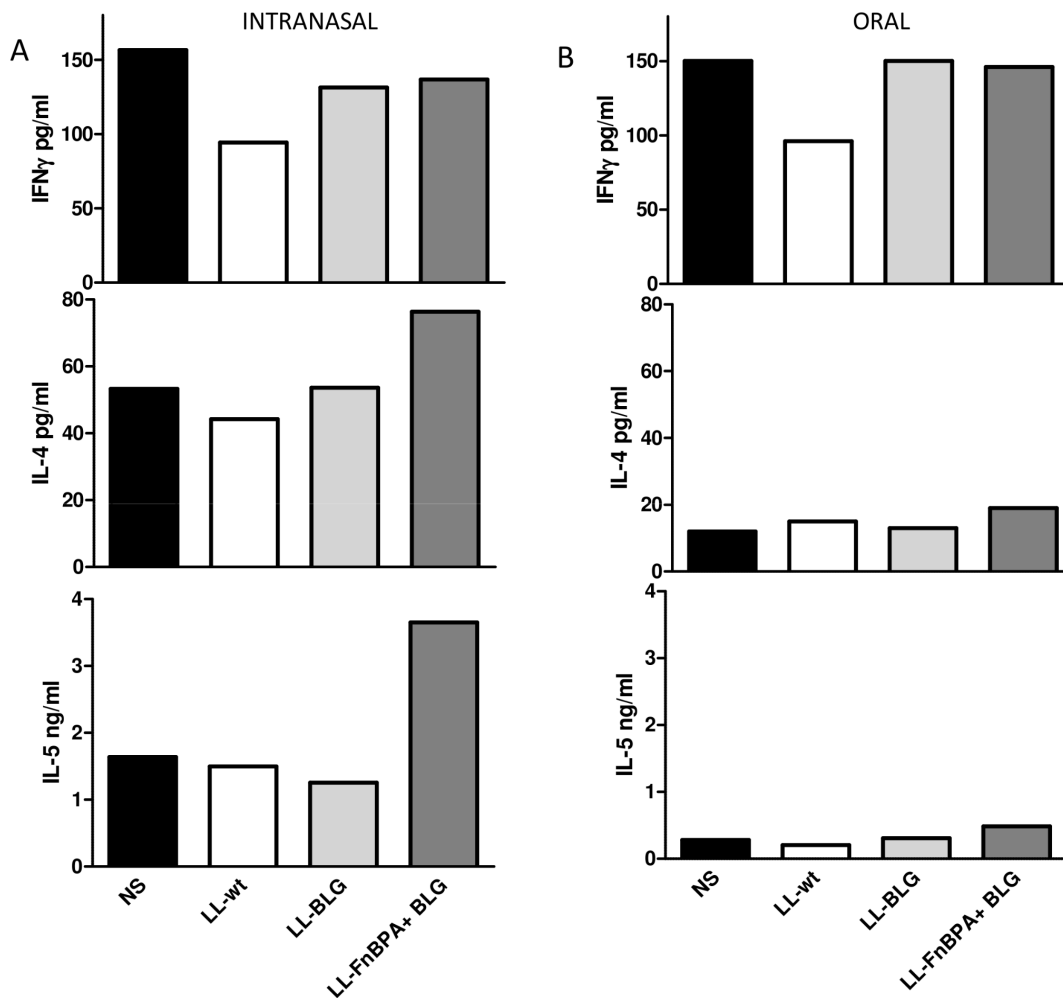 A
INTRANASAL
IFNγ pg/ml
150
100
50
0
IL-4 pg/ml
80
60
40
20
0
IL-5 ng/ml
4
3
2
1
0
NS
LL-wt
LL-BLG
LL-FnBPA+ BLG
B
ORAL
IFNγ pg/ml
150
100
50
0
IL-4 pg/ml
80
60
40
20
0
IL-5 ng/ml
4
3
2
1
0
NS
LL-wt
LL-BLG
LL-FnBPA+ BLG